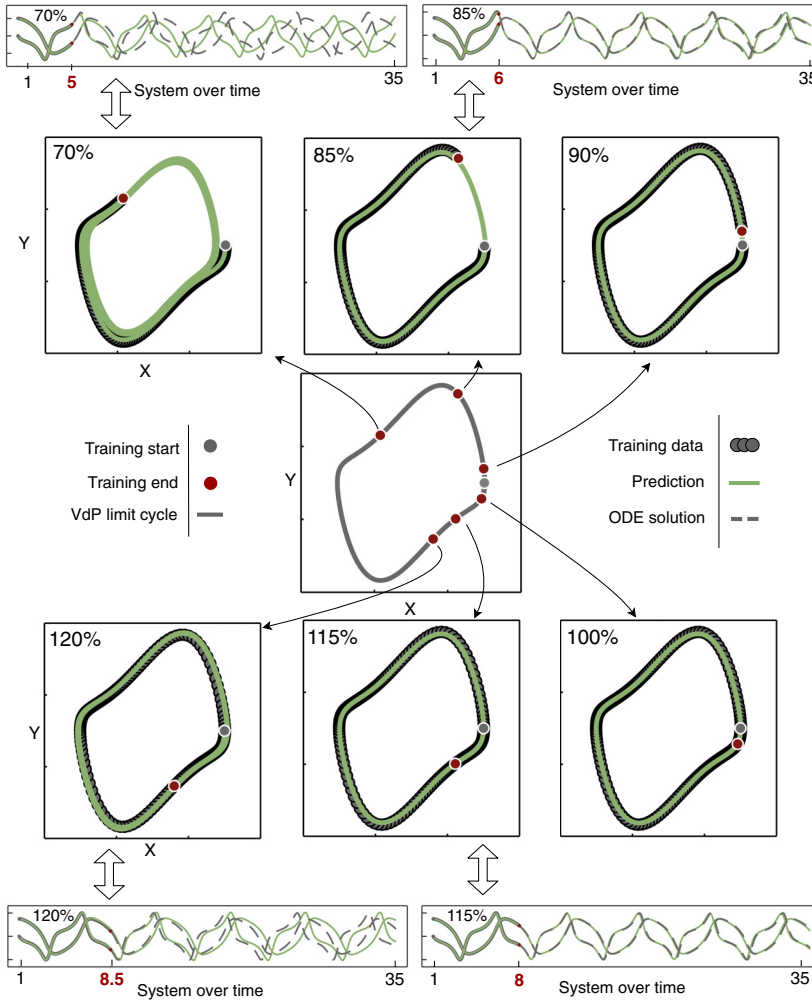 70%
85%
1
5
System over time
35
1
6
System over time
35
70%
85%
90%
Y
X
Training start
Training end
VdP limit cycle
Y
X
Training data
Prediction
ODE solution
120%
115%
100%
Y
X
120%
115%
1
8.5
System over time
35
1
8
System over time
35